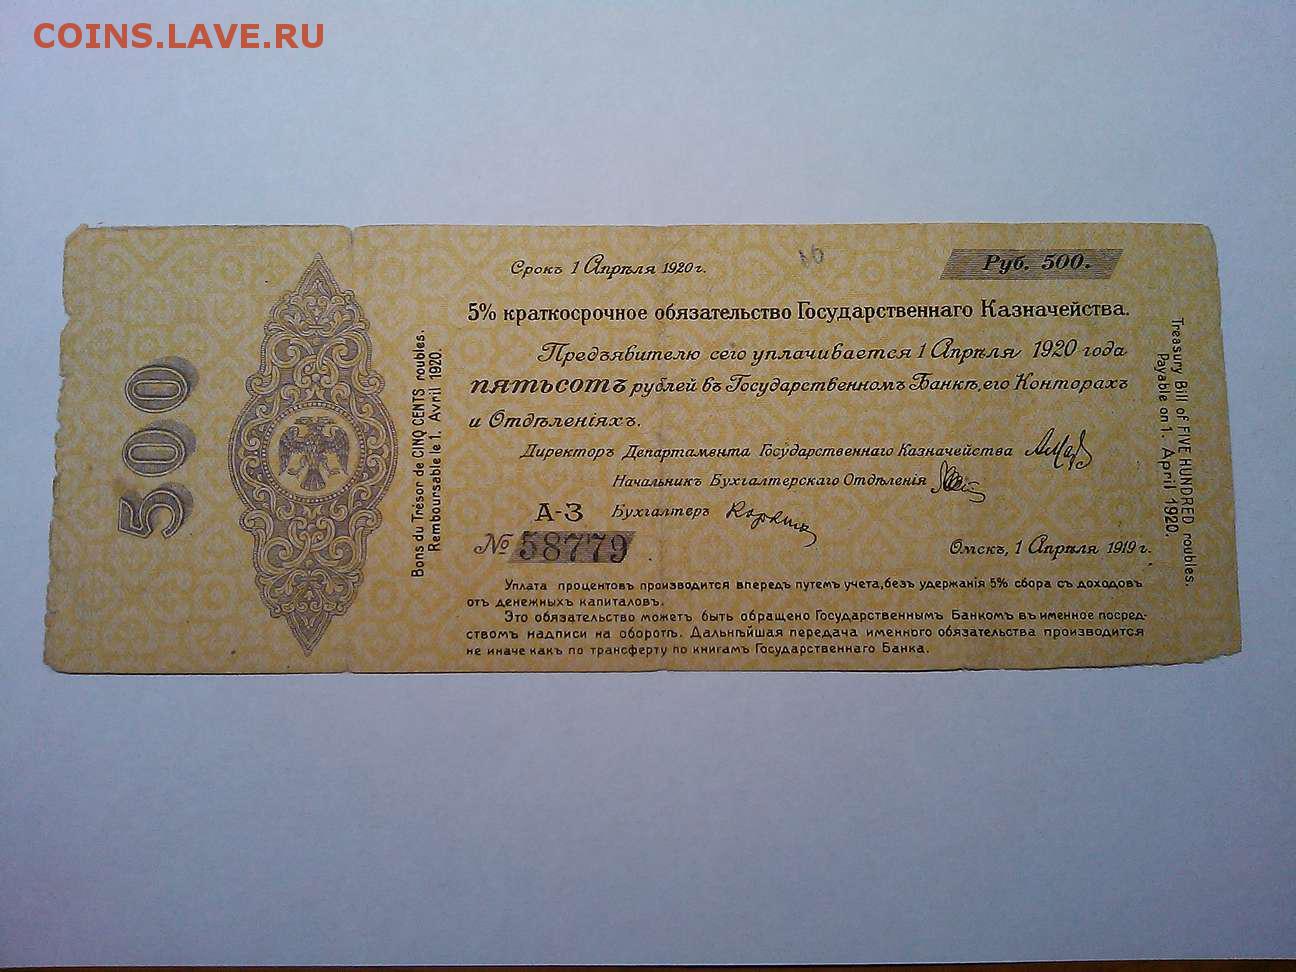 COINS.LAVE.RU
500
Bons du Trésor de CINQ CENTS roubles.
Remboursable le 1. Avril 1920.
Срокъ 1 Апрѣля 1920 г.
16
Руб. 500.
5% краткосрочное обязательство Государственнаго Казначейства.
Предъявителю сего уплачивается 1 Апрѣля 1920 года
пятьсотъ рублей въ Государственномъ Банкѣ, его Конторахъ
и Отдѣленіяхъ.
Директоръ Департамента Государственнаго Казначейства
Начальникъ Бухгалтерскаго Отдѣленія
А-З Бухгалтеръ
№ 58779
Омскъ, 1 Апрѣля 1919 г.
Уплата процентовъ производится впередъ путемъ учета, безъ удержанія 5% сбора съ доходовъ
отъ денежныхъ капиталовъ.
Это обязательство можетъ быть обращено Государственнымъ Банкомъ въ именное посред-
ствомъ надписи на оборотѣ. Дальнѣйшая передача именного обязательства производится
не иначе какъ по трансферту по книгамъ Государственнаго Банка.
Treasury Bill of FIVE HUNDRED roubles.
Payable on 1. April 1920.